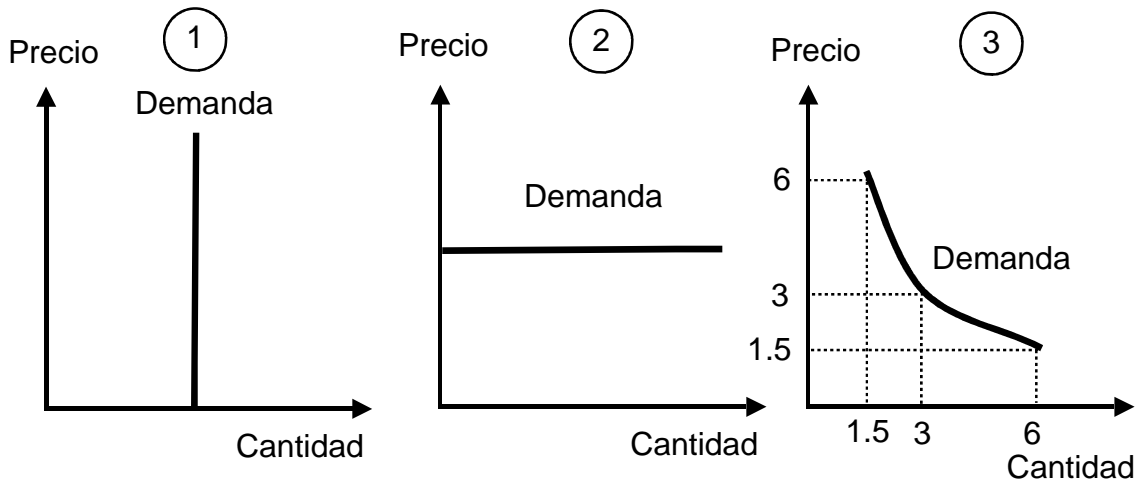 1
Precio
Demanda
Cantidad
2
Precio
Demanda
Cantidad
3
Precio
6
Demanda
3
1.5
1.5 3 6
Cantidad